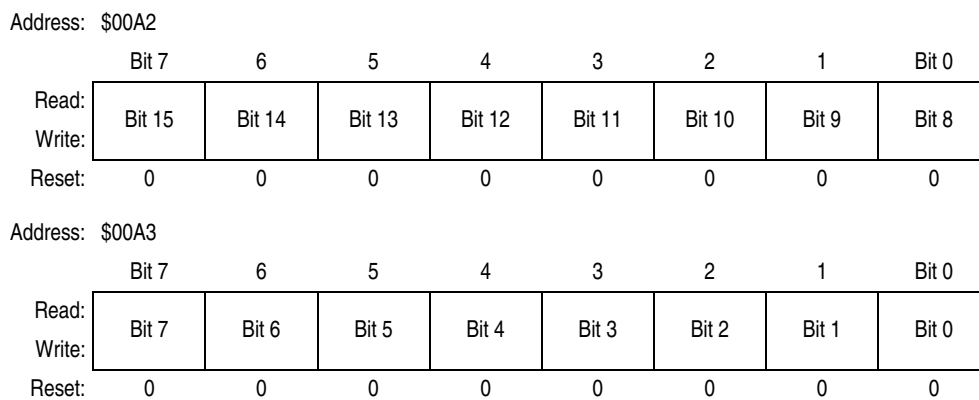 Address: $00A2
Bit 7 6 5 4 3 2 1 Bit 0
Read:
Bit 15 Bit 14 Bit 13 Bit 12 Bit 11 Bit 10 Bit 9 Bit 8
Write:
Reset: 0 0 0 0 0 0 0 0
Address: $00A3
Bit 7 6 5 4 3 2 1 Bit 0
Read:
Bit 7 Bit 6 Bit 5 Bit 4 Bit 3 Bit 2 Bit 1 Bit 0
Write:
Reset: 0 0 0 0 0 0 0 0